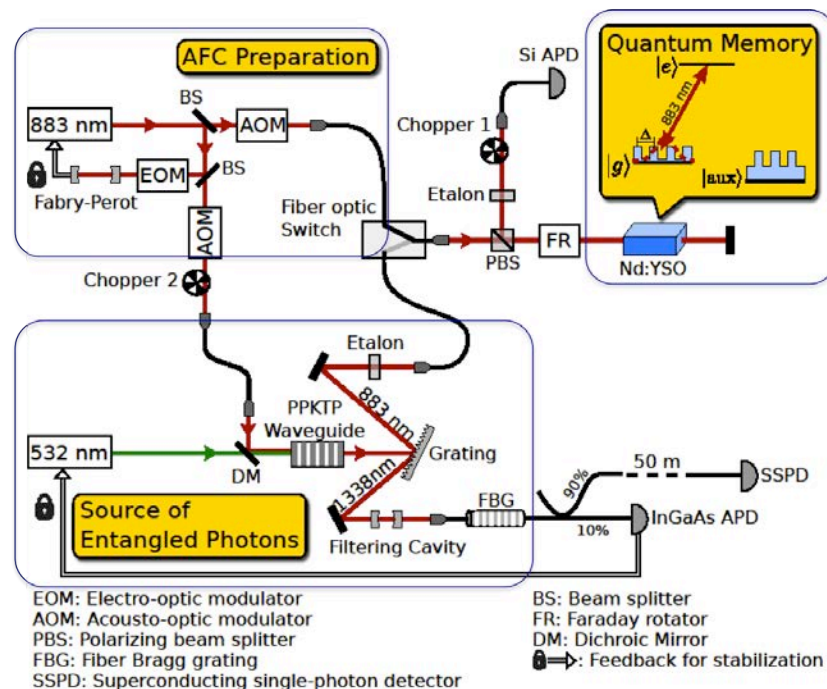 AFC Preparation
Quantum Memory
|e⟩
883 nm
Δ
|g⟩
|aux⟩
Nd:YSO
Si APD
Chopper 1
Etalon
PBS
FR
BS
883 nm
AOM
EOM
BS
Fabry-Perot
AOM
Fiber optic
Switch
Chopper 2
Etalon
883 nm
PPKTP
Waveguide
Grating
532 nm
DM
1338nm
Source of
Entangled Photons
Filtering Cavity
FBG
90%
10%
50 m
SSPD
InGaAs APD
EOM: Electro-optic modulator
AOM: Acousto-optic modulator
PBS: Polarizing beam splitter
FBG: Fiber Bragg grating
SSPD: Superconducting single-photon detector
BS: Beam splitter
FR: Faraday rotator
DM: Dichroic Mirror
: Feedback for stabilization